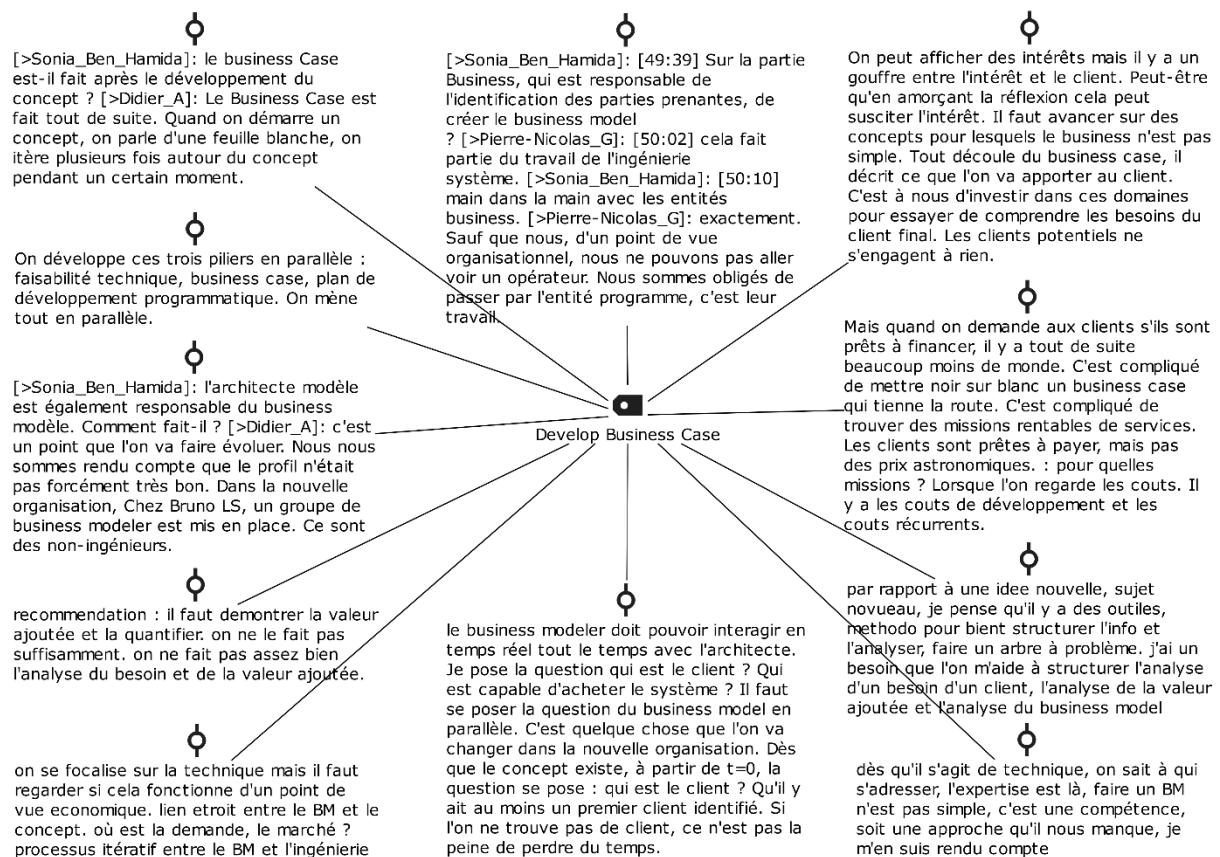 [>Sonia_Ben_Hamida]: le business Case
est-il fait après le développement du
concept ? [>Didier_A]: Le Business Case est
fait tout de suite. Quand on démarre un
concept, on parle d'une feuille blanche, on
itère plusieurs fois autour du concept
pendant un certain moment.
On développe ces trois piliers en parallèle :
faisabilité technique, business case, plan de
développement programmatique. On mène
tout en parallèle.
[>Sonia_Ben_Hamida]: l'architecte modèle
est également responsable du business
modèle. Comment fait-il ? [>Didier_A]: c'est
un point que l'on va faire évoluer. Nous nous
sommes rendu compte que le profil n'était
pas forcément très bon. Dans la nouvelle
organisation, Chez Bruno LS, un groupe de
business modeler est mis en place. Ce sont
des non-ingénieurs.
recommendation : il faut demontrer la valeur
ajoutée et la quantifier. on ne le fait pas
suffisamment. on ne fait pas assez bien
l'analyse du besoin et de la valeur ajoutée.
on se focalise sur la technique mais il faut
regarder si cela fonctionne d'un point de
vue economique. lien etroit entre le BM et le
concept. où est la demande, le marché ?
processus itératif entre le BM et l'ingénierie
[>Sonia_Ben_Hamida]: [49:39] Sur la partie
Business, qui est responsable de
l'identification des parties prenantes, de
créer le business model
? [>Pierre-Nicolas_G]: [50:02] cela fait
partie du travail de l'ingénierie
système. [>Sonia_Ben_Hamida]: [50:10]
main dans la main avec les entités
business. [>Pierre-Nicolas_G]: exactement.
Sauf que nous, d'un point de vue
organisationnel, nous ne pouvons pas aller
voir un opérateur. Nous sommes obligés de
passer par l'entité programme, c'est leur
travail.
Develop Business Case
le business modeler doit pouvoir interagir en
temps réel tout le temps avec l'architecte.
Je pose la question qui est le client ? Qui
est capable d'acheter le système ? Il faut
se poser la question du business model en
parallèle. C'est quelque chose que l'on va
changer dans la nouvelle organisation. Dès
que le concept existe, à partir de t=0, la
question se pose : qui est le client ? Qu'il y
ait au moins un premier client identifié. Si
l'on ne trouve pas de client, ce n'est pas la
peine de perdre du temps.
On peut afficher des intérêts mais il y a un
gouffre entre l'intérêt et le client. Peut-être
qu'en amorçant la réflexion cela peut
susciter l'intérêt. Il faut avancer sur des
concepts pour lesquels le business n'est pas
simple. Tout découle du business case, il
décrit ce que l'on va apporter au client.
C'est à nous d'investir dans ces domaines
pour essayer de comprendre les besoins du
client final. Les clients potentiels ne
s'engagent à rien.
Mais quand on demande aux clients s'ils sont
prêts à financer, il y a tout de suite
beaucoup moins de monde. C'est compliqué
de mettre noir sur blanc un business case
qui tienne la route. C'est compliqué de
trouver des missions rentables de services.
Les clients sont prêtes à payer, mais pas
des prix astronomiques. : pour quelles
missions ? Lorsque l'on regarde les couts. Il
y a les couts de développement et les
couts récurrents.
par rapport à une idee nouvelle, sujet
novueau, je pense qu'il y a des outiles,
methodo pour bient structurer l'info et
l'analyser, faire un arbre à problème. j'ai un
besoin que l'on m'aide à structurer l'analyse
d'un besoin d'un client, l'analyse de la valeur
ajoutée et l'analyse du business model
dès qu'il s'agit de technique, on sait à qui
s'adresser, l'expertise est là, faire un BM
n'est pas simple, c'est une compétence,
soit une approche qu'il nous manque, je
m'en suis rendu compte